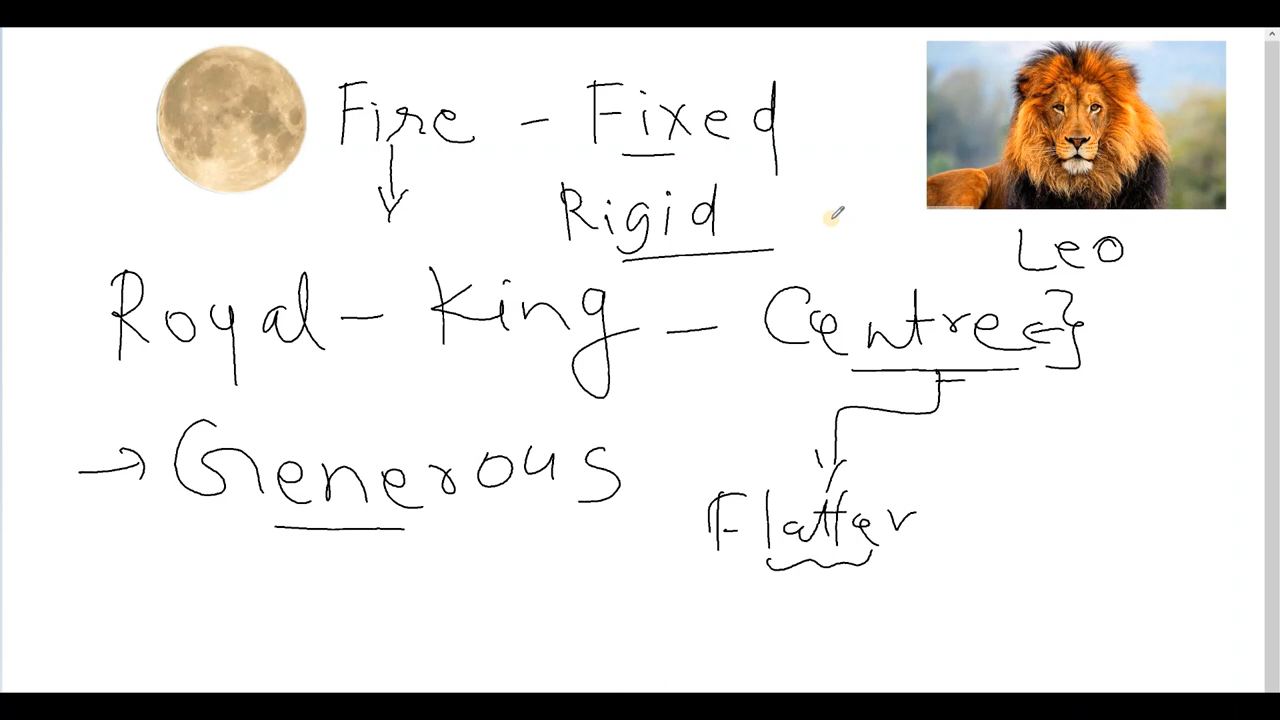 Fire - Fixed
Rigid
Leo
Royal - King - Centre
→ Generous
Flatter